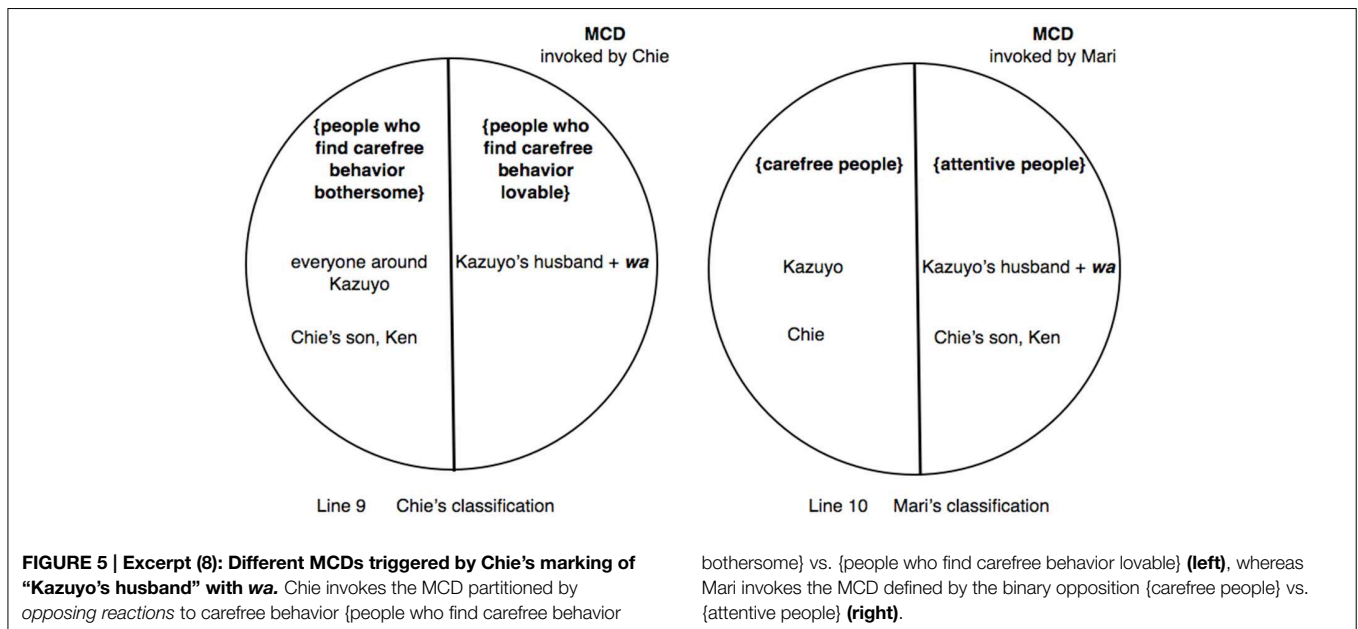 MCD
invoked by Chie
{people who
find carefree
behavior
bothersome}
{people who
find carefree
behavior
lovable}
everyone around
Kazuyo
Kazuyo's husband + wa
Chie's son, Ken
Line 9 Chie's classification
MCD
invoked by Mari
{carefree people}
{attentive people}
Kazuyo
Kazuyo's husband + wa
Chie
Chie's son, Ken
Line 10 Mari's classification
FIGURE 5 | Excerpt (8): Different MCDs triggered by Chie's marking of
"Kazuyo's husband" with wa. Chie invokes the MCD partitioned by
opposing reactions to carefree behavior {people who find carefree behavior
bothersome} vs. {people who find carefree behavior lovable} (left), whereas
Mari invokes the MCD defined by the binary opposition {carefree people} vs.
{attentive people} (right).